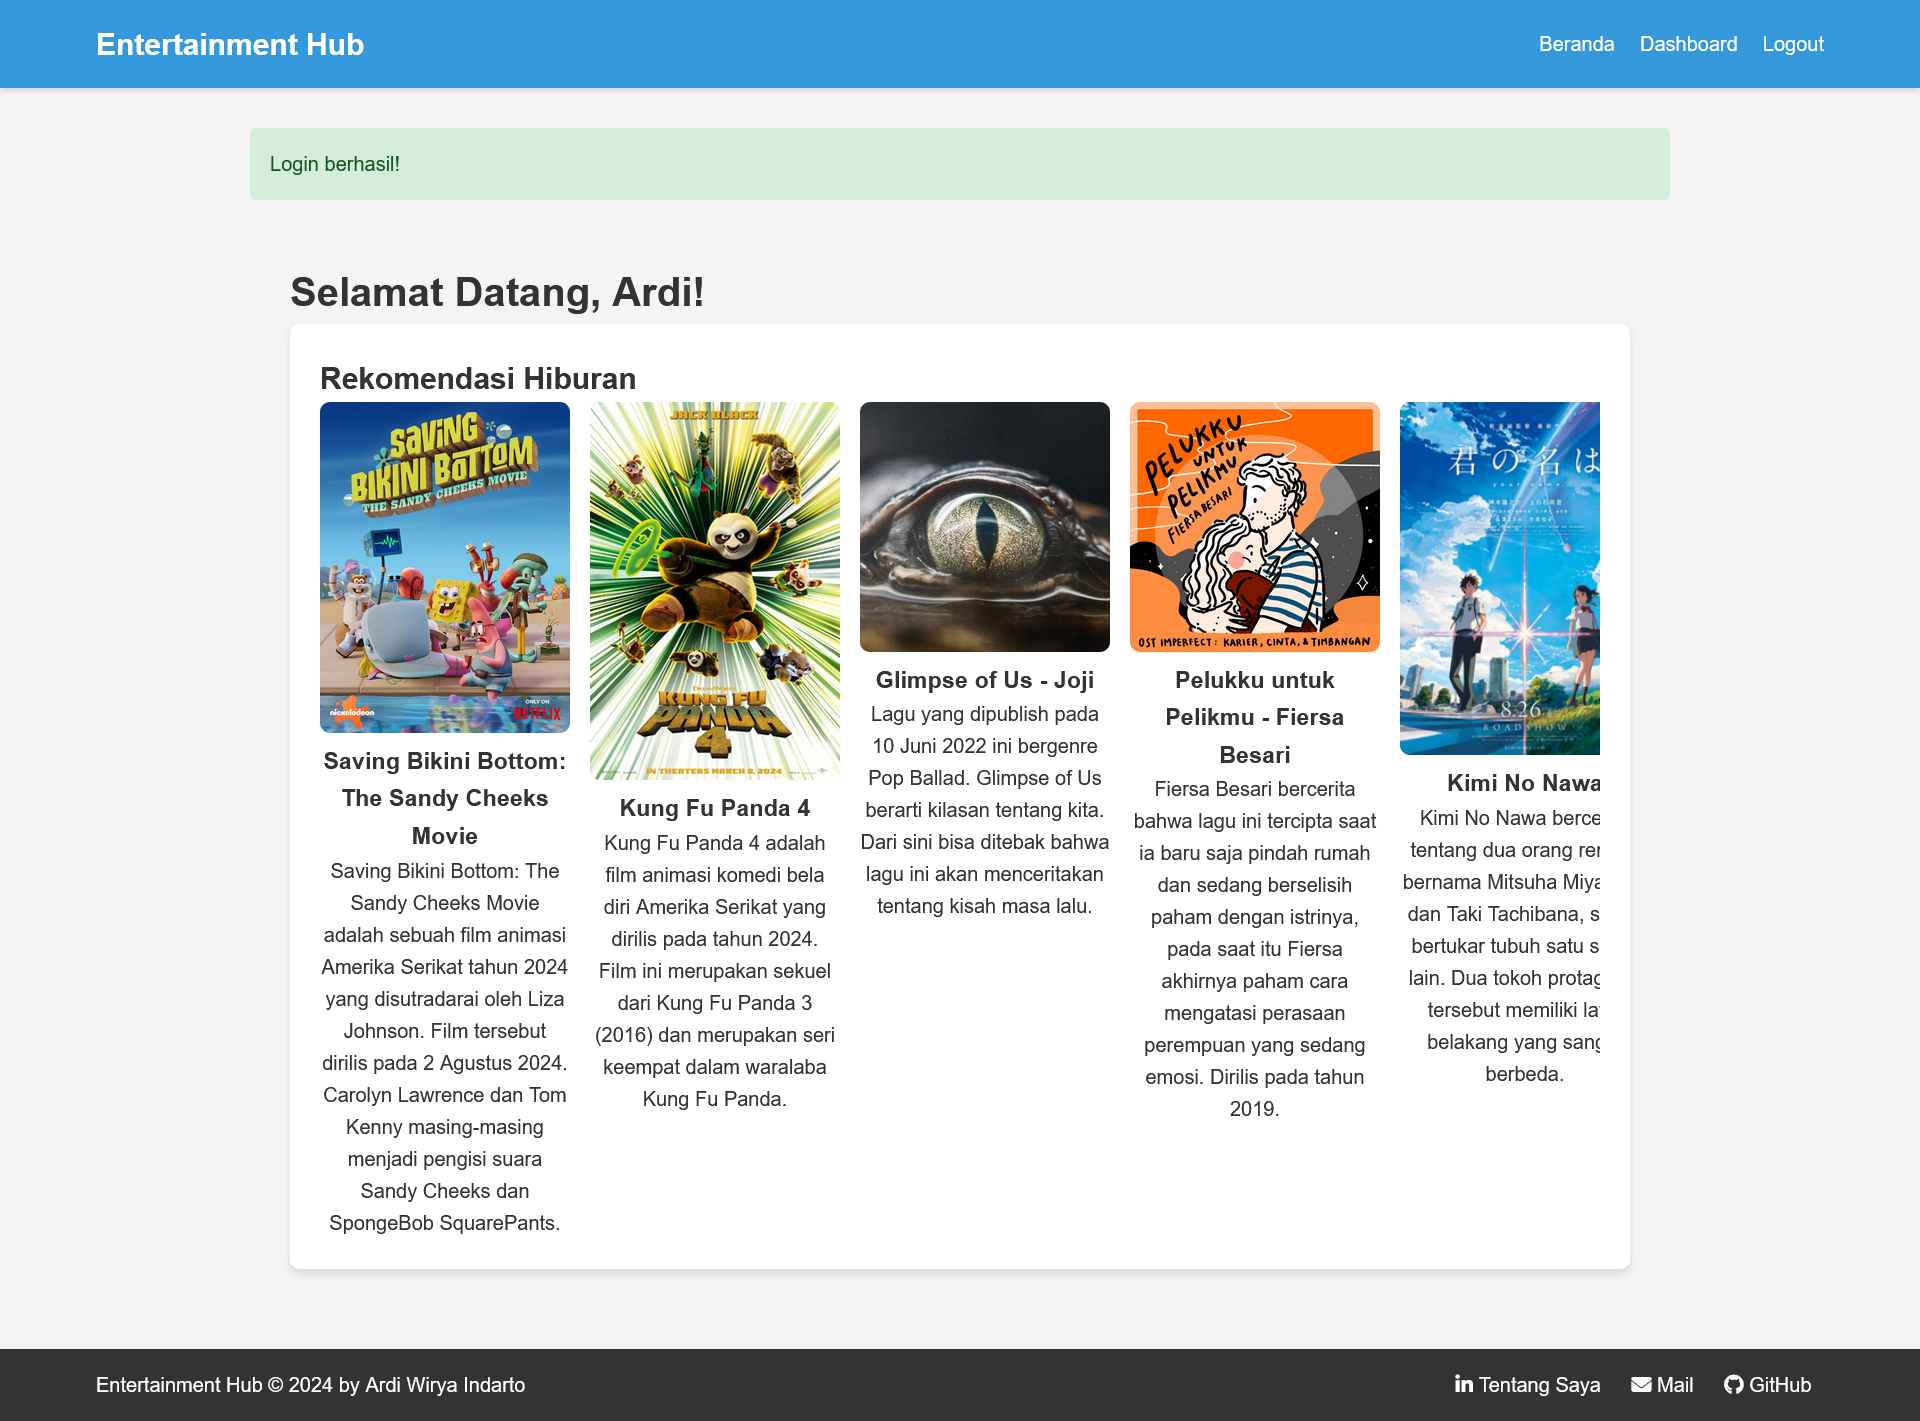 Entertainment Hub
Beranda Dashboard Logout
Login berhasil!
Selamat Datang, Ardi!
Rekomendasi Hiburan
SAVING
BIKINI BOTTOM
THE SANDY CHEEKS MOVIE
nickelodeon
ONLY ON
NETFLIX
Saving Bikini Bottom:
The Sandy Cheeks
Movie
Saving Bikini Bottom: The
Sandy Cheeks Movie
adalah sebuah film animasi
Amerika Serikat tahun 2024
yang disutradarai oleh Liza
Johnson. Film tersebut
dirilis pada 2 Agustus 2024.
Carolyn Lawrence dan Tom
Kenny masing-masing
menjadi pengisi suara
Sandy Cheeks dan
SpongeBob SquarePants.
JACK BLACK
KUNG FU
PANDA
4
IN THEATERS MARCH 8, 2024
Kung Fu Panda 4
Kung Fu Panda 4 adalah
film animasi komedi bela
diri Amerika Serikat yang
dirilis pada tahun 2024.
Film ini merupakan sekuel
dari Kung Fu Panda 3
(2016) dan merupakan seri
keempat dalam waralaba
Kung Fu Panda.
Glimpse of Us - Joji
Lagu yang dipublish pada
10 Juni 2022 ini bergenre
Pop Ballad. Glimpse of Us
berarti kilasan tentang kita.
Dari sini bisa ditebak bahwa
lagu ini akan menceritakan
tentang kisah masa lalu.
PELUKKU
UNTUK
PELIKMU
FIERSA BESARI
OST IMPERFECT: KARIER, CINTA, & TIMBANGAN
Pelukku untuk
Pelikmu - Fiersa
Besari
Fiersa Besari bercerita
bahwa lagu ini tercipta saat
ia baru saja pindah rumah
dan sedang berselisih
paham dengan istrinya,
pada saat itu Fiersa
akhirnya paham cara
mengatasi perasaan
perempuan yang sedang
emosi. Dirilis pada tahun
2019.
君の名は
your name.
8.26
ROADSHOW
Kimi No Nawa
Kimi No Nawa berce
tentang dua orang re
bernama Mitsuha Miya
dan Taki Tachibana, s
bertukar tubuh satu s
lain. Dua tokoh protag
tersebut memiliki la
belakang yang sang
berbeda.
Entertainment Hub © 2024 by Ardi Wirya Indarto
Tentang Saya Mail GitHub